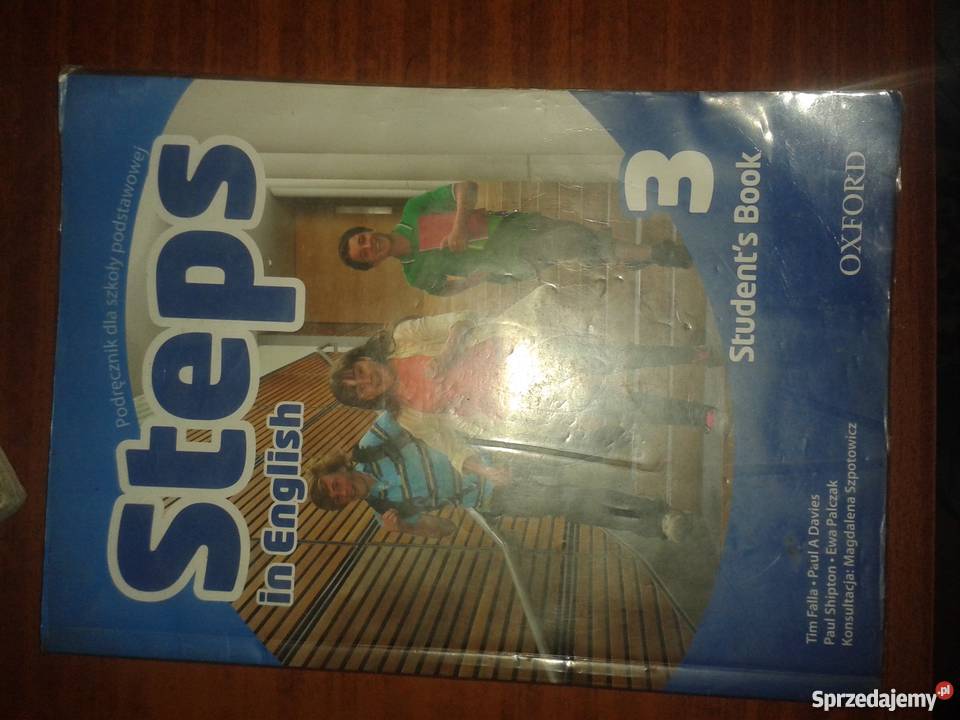 Podręcznik dla szkoły podstawowej
Steps
in English
3
Student's Book
Tim Falla • Paul A Davies
Paul Shipton • Ewa Palczak
Konsultacja: Magdalena Szpotowicz
OXFORD
Sprzedajemy.pl